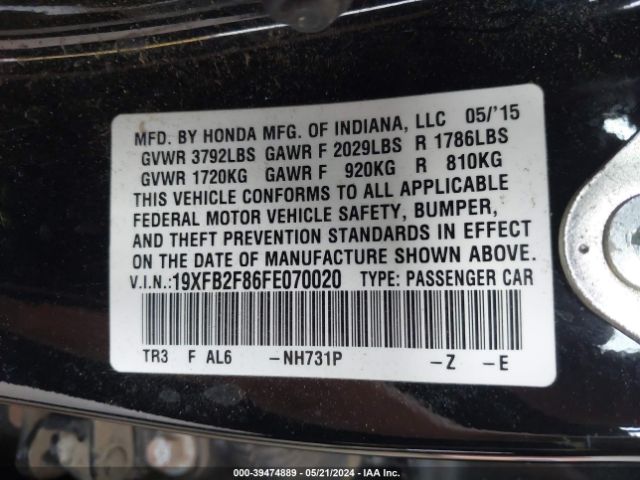 MFD. BY HONDA MFG. OF INDIANA, LLC 05/'15
GVWR 3792LBS GAWR F 2029LBS R 1786LBS
GVWR 1720KG GAWR F 920KG R 810KG
THIS VEHICLE CONFORMS TO ALL APPLICABLE
FEDERAL MOTOR VEHICLE SAFETY, BUMPER,
AND THEFT PREVENTION STANDARDS IN EFFECT
ON THE DATE OF MANUFACTURE SHOWN ABOVE.
V.I.N.:19XFB2F86FE070020 TYPE: PASSENGER CAR
TR3 F AL6 -NH731P -Z -E
000-39474889 - 05/21/2024 - IAA Inc.